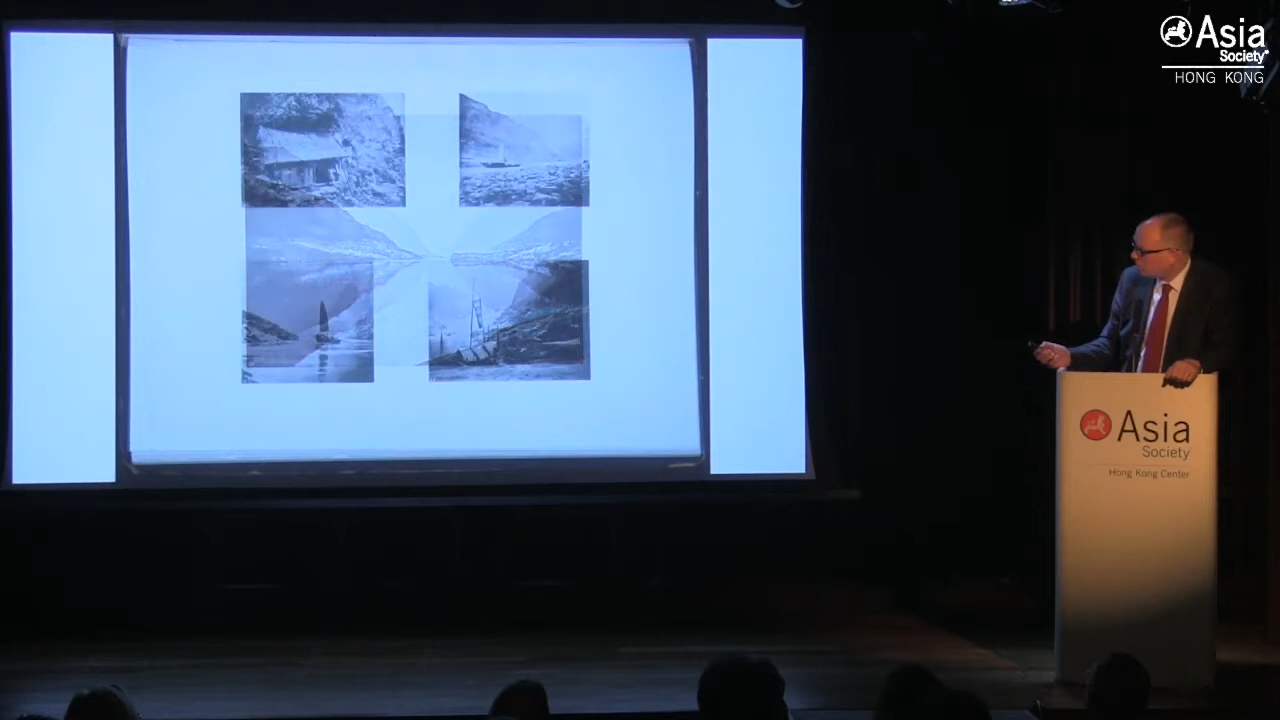 Asia
Society
HONG KONG
Asia
Society
Hong Kong Center